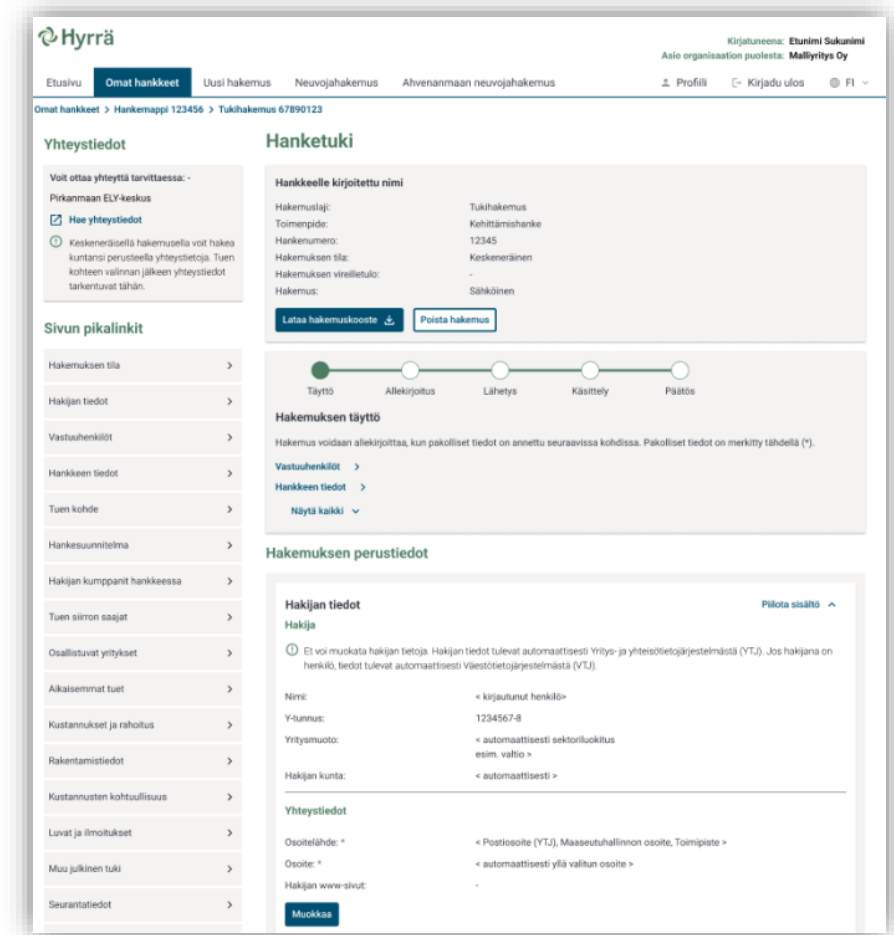 Hyrrä
Kirjatuneena: Etunimi Sukunimi
Asio organisaation puolesta: Malliyritys Oy
Etusivu Omat hankkeet Uusi hakemus Neuvojahakemus Ahvenanmaan neuvojahakemus Profiili Kirjadu ulos FI
Omat hankkeet > Hankemappi 123456 > Tukihakemus 67890123
Yhteystiedot
Voit ottaa yhteyttä tarvittaessa: -
Pirkanmaan ELY-keskus
Hae yhteystiedot
Keskeneräisellä hakemusella voit hakea
kuntansi perusteella yhteystietoja. Tuen
kohteen valinnan jälkeen yhteystiedot
tarkentuvat tähän.
Sivun pikalinkit
Hakemuksen tila
Hakijan tiedot
Vastuuhenkilöt
Hankkeen tiedot
Tuen kohde
Hankesuunnitelma
Hakijan kumppanit hankkeessa
Tuen siirron saajat
Osallistuvat yritykset
Aikaisemmat tuet
Kustannukset ja rahoitus
Rakentamistiedot
Kustannusten kohtuullisuus
Luvat ja ilmoitukset
Muu julkinen tuki
Seurantatiedot
Hanketuki
Hankkeelle kirjoitettu nimi
Hakemuslaji: Tukihakemus
Toimenpide: Kehittämishanke
Hankenumero: 12345
Hakemuksen tila: Keskeneräinen
Hakemuksen vireilletulo: -
Hakemus: Sähköinen
Lataa hakemuskooste Poista hakemus
Täyttö Allekirjoitus Lähetys Käsittely Päätös
Hakemuksen täyttö
Hakemus voidaan allekirjoittaa, kun pakolliset tiedot on annettu seuraavissa kohdissa. Pakolliset tiedot on merkitty tähdellä (*).
Vastuuhenkilöt >
Hankkeen tiedot >
Näytä kaikki
Hakemuksen perustiedot
Hakijan tiedot Piilota sisältö
Hakija
Et voi muokata hakijan tietoja. Hakijan tiedot tulevat automaattisesti Yritys- ja yhteisötietojärjestelmästä (YTJ). Jos hakijana on
henkilö, tiedot tulevat automaattisesti Väestötietojärjestelmästä (VTJ).
Nimi: < kirjautunut henkilö>
Y-tunnus: 1234567-8
Yritysmuoto: < automaattisesti sektoriluokitus
esim. valtio >
Hakijan kunta: < automaattisesti >
Yhteystiedot
Osoitelähde: * < Postiosoite (YTJ), Maaseutuhallinnon osoite, Toimipiste >
Osoite: * < automaattisesti yllä valitun osoite >
Hakijan www-sivut: -
Muokkaa